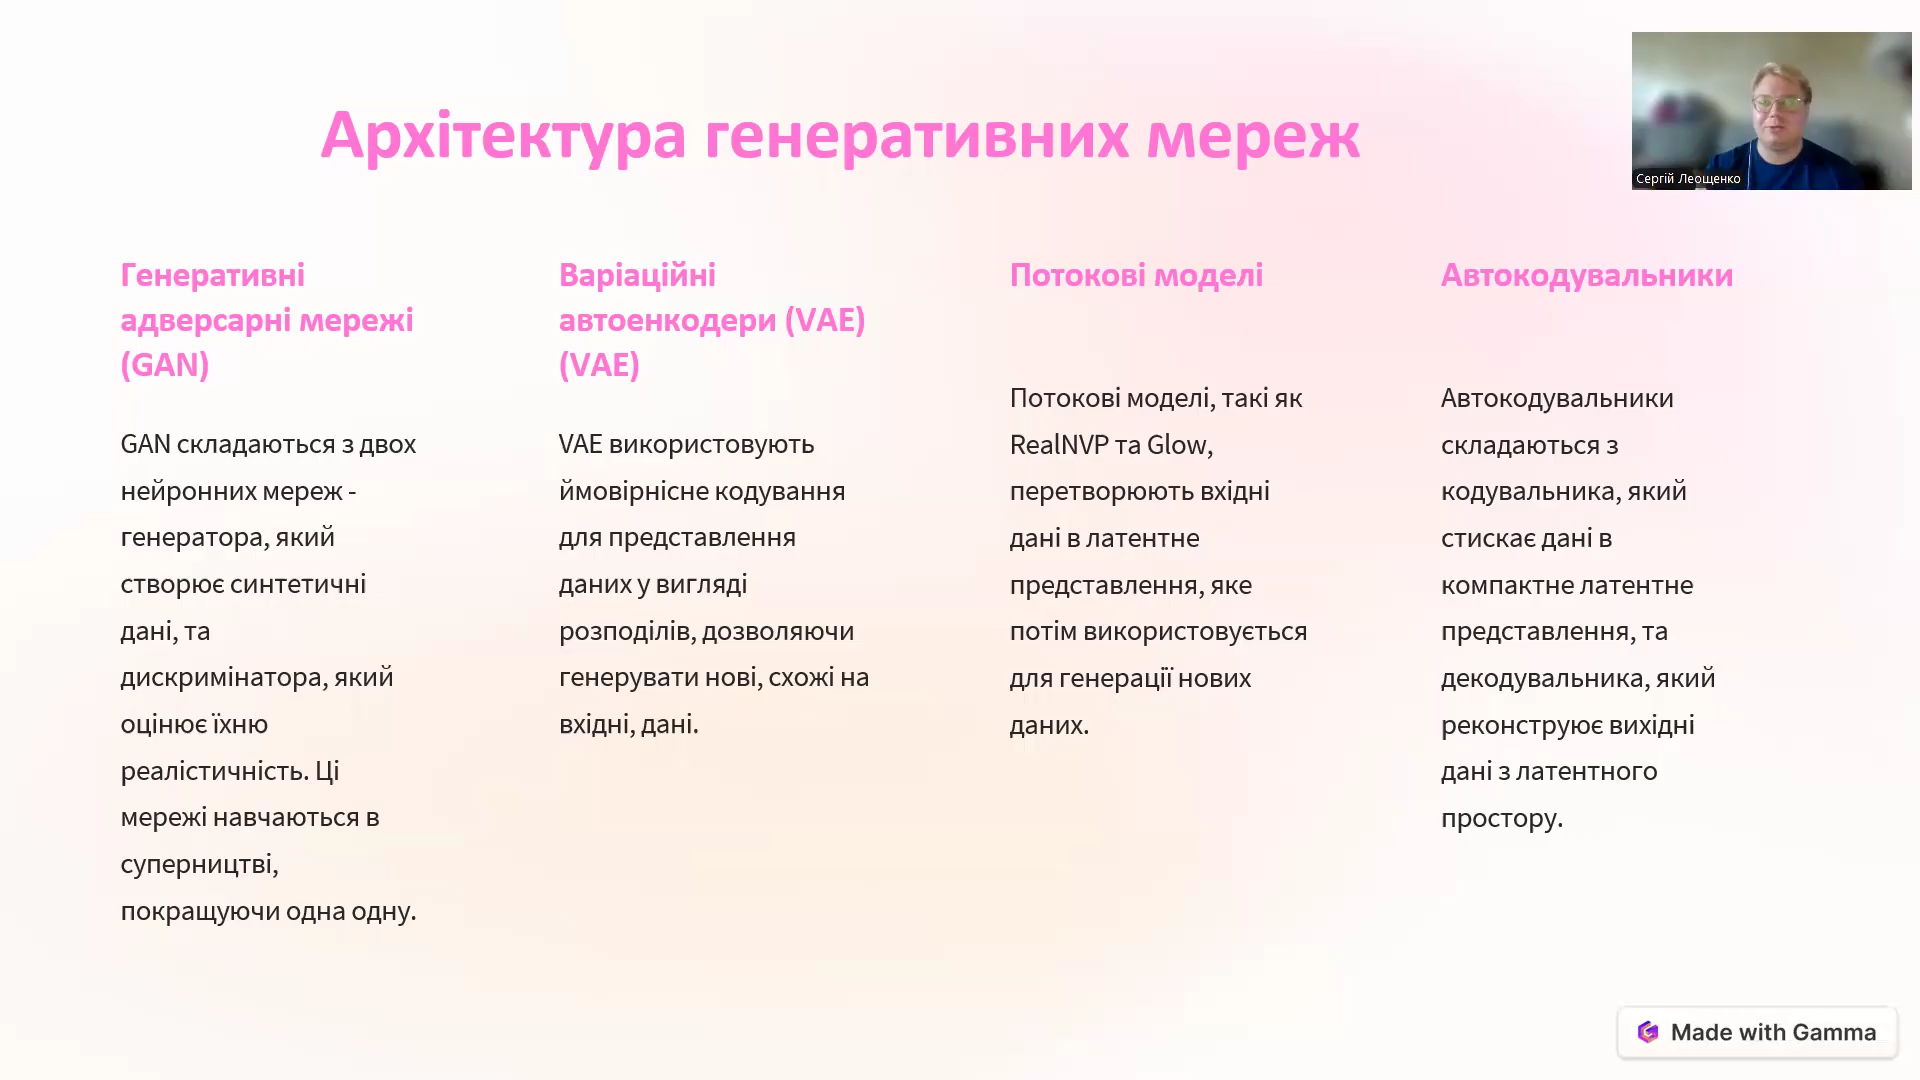 Архітектура генеративних мереж
Сергій Леощенко
Генеративні
адверсарні мережі
(GAN)
GAN складаються з двох
нейронних мереж -
генератора, який
створює синтетичні
дані, та
дискримінатора, який
оцінює їхню
реалістичність. Ці
мережі навчаються в
суперництві,
покращуючи одна одну.
Варіаційні
автоенкодери (VAE)
(VAE)
VAE використовують
ймовірнісне кодування
для представлення
даних у вигляді
розподілів, дозволяючи
генерувати нові, схожі на
вхідні, дані.
Потокові моделі
Потокові моделі, такі як
RealNVP та Glow,
перетворюють вхідні
дані в латентне
представлення, яке
потім використовується
для генерації нових
даних.
Автокодувальники
Автокодувальники
складаються з
кодувальника, який
стискає дані в
компактне латентне
представлення, та
декодувальника, який
реконструює вихідні
дані з латентного
простору.
Made with Gamma